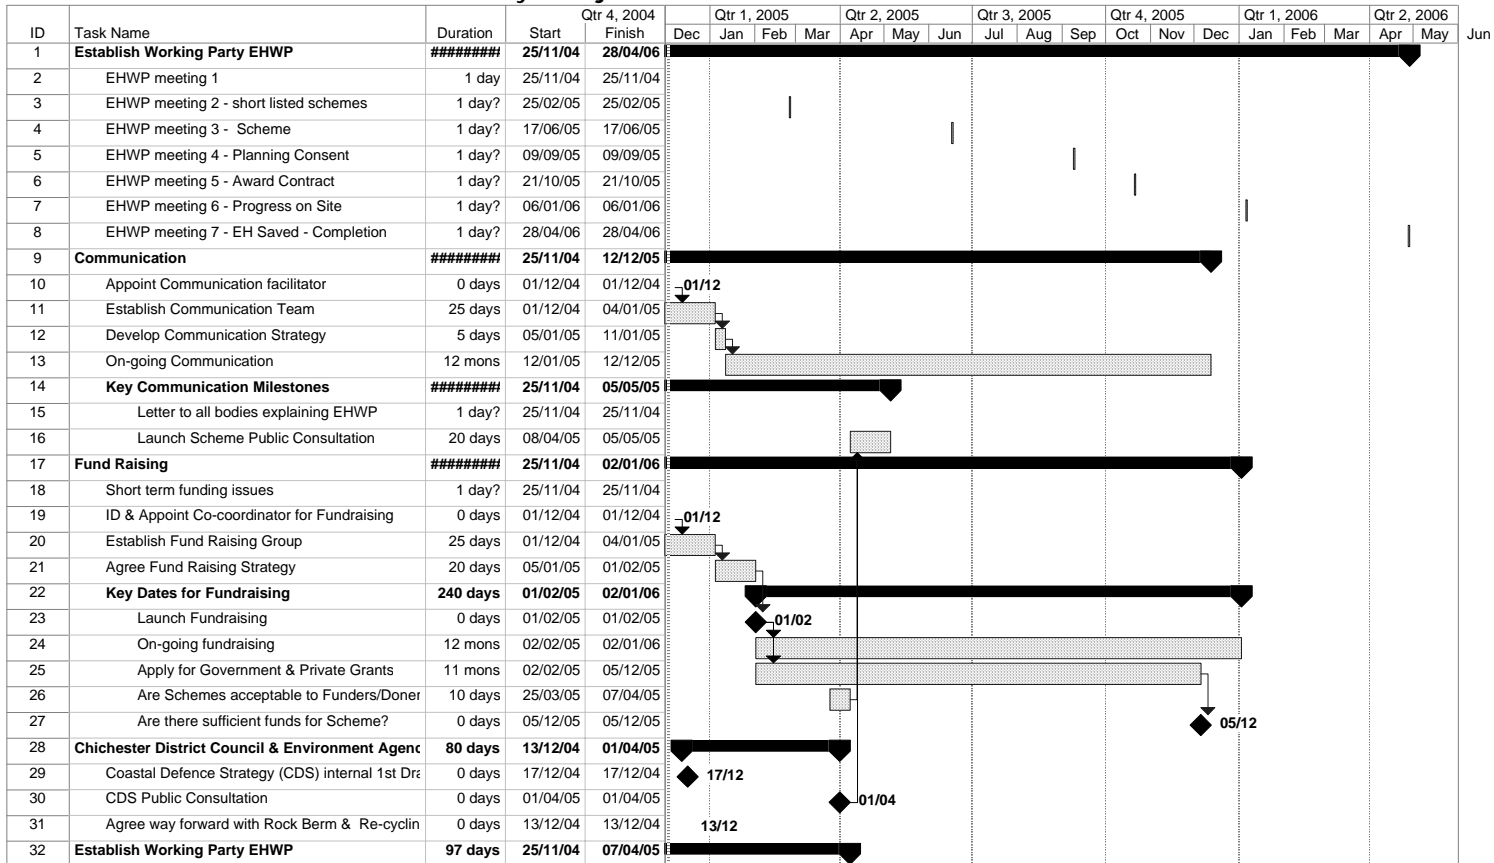 Qtr 4, 2004 Qtr 1, 2005 Qtr 2, 2005 Qtr 3, 2005 Qtr 4, 2005 Qtr 1, 2006 Qtr 2, 2006
ID Task Name Duration Start Finish Dec Jan Feb Mar Apr May Jun Jul Aug Sep Oct Nov Dec Jan Feb Mar Apr May Jun
1 Establish Working Party EHWP ######## 25/11/04 28/04/06
2 EHWP meeting 1 1 day 25/11/04 25/11/04
3 EHWP meeting 2 - short listed schemes 1 day? 25/02/05 25/02/05
4 EHWP meeting 3 - Scheme 1 day? 17/06/05 17/06/05
5 EHWP meeting 4 - Planning Consent 1 day? 09/09/05 09/09/05
6 EHWP meeting 5 - Award Contract 1 day? 21/10/05 21/10/05
7 EHWP meeting 6 - Progress on Site 1 day? 06/01/06 06/01/06
8 EHWP meeting 7 - EH Saved - Completion 1 day? 28/04/06 28/04/06
9 Communication ######## 25/11/04 12/12/05
10 Appoint Communication facilitator 0 days 01/12/04 01/12/04 01/12
11 Establish Communication Team 25 days 01/12/04 04/01/05
12 Develop Communication Strategy 5 days 05/01/05 11/01/05
13 On-going Communication 12 mons 12/01/05 12/12/05
14 Key Communication Milestones ######## 25/11/04 05/05/05
15 Letter to all bodies explaining EHWP 1 day? 25/11/04 25/11/04
16 Launch Scheme Public Consultation 20 days 08/04/05 05/05/05
17 Fund Raising ######## 25/11/04 02/01/06
18 Short term funding issues 1 day? 25/11/04 25/11/04
19 ID & Appoint Co-coordinator for Fundraising 0 days 01/12/04 01/12/04 01/12
20 Establish Fund Raising Group 25 days 01/12/04 04/01/05
21 Agree Fund Raising Strategy 20 days 05/01/05 01/02/05
22 Key Dates for Fundraising 240 days 01/02/05 02/01/06
23 Launch Fundraising 0 days 01/02/05 01/02/05 01/02
24 On-going fundraising 12 mons 02/02/05 02/01/06
25 Apply for Government & Private Grants 11 mons 02/02/05 05/12/05
26 Are Schemes acceptable to Funders/Doner 10 days 25/03/05 07/04/05
27 Are there sufficient funds for Scheme? 0 days 05/12/05 05/12/05 05/12
28 Chichester District Council & Environment Agenc 80 days 13/12/04 01/04/05
29 Coastal Defence Strategy (CDS) internal 1st Dra 0 days 17/12/04 17/12/04 17/12
30 CDS Public Consultation 0 days 01/04/05 01/04/05 01/04
31 Agree way forward with Rock Berm & Re-cyclin 0 days 13/12/04 13/12/04 13/12
32 Establish Working Party EHWP 97 days 25/11/04 07/04/05